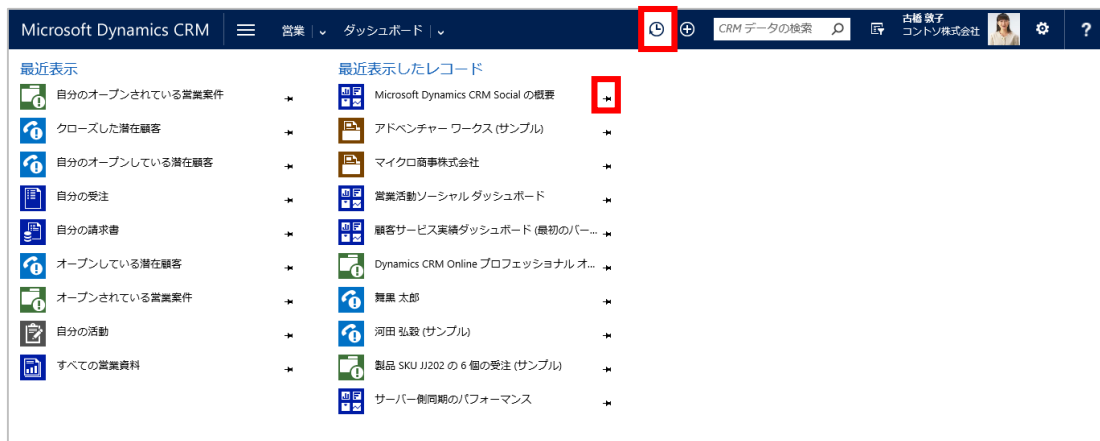 Microsoft Dynamics CRM 営業 ダッシュボード CRM データの検索 古橋 敦子
コントソ株式会社 ?
最近表示
自分のオープンされている営業案件
クローズした潜在顧客
自分のオープンしている潜在顧客
自分の受注
自分の請求書
オープンしている潜在顧客
オープンされている営業案件
自分の活動
すべての営業資料
最近表示したレコード
Microsoft Dynamics CRM Social の概要
アドベンチャー ワークス (サンプル)
マイクロ商事株式会社
営業活動ソーシャル ダッシュボード
顧客サービス実績ダッシュボード (最初のバー...
Dynamics CRM Online プロフェッショナル オ...
舞黒 太郎
河田 弘毅 (サンプル)
製品 SKU JJ202 の 6 個の受注 (サンプル)
サーバー側同期のパフォーマンス